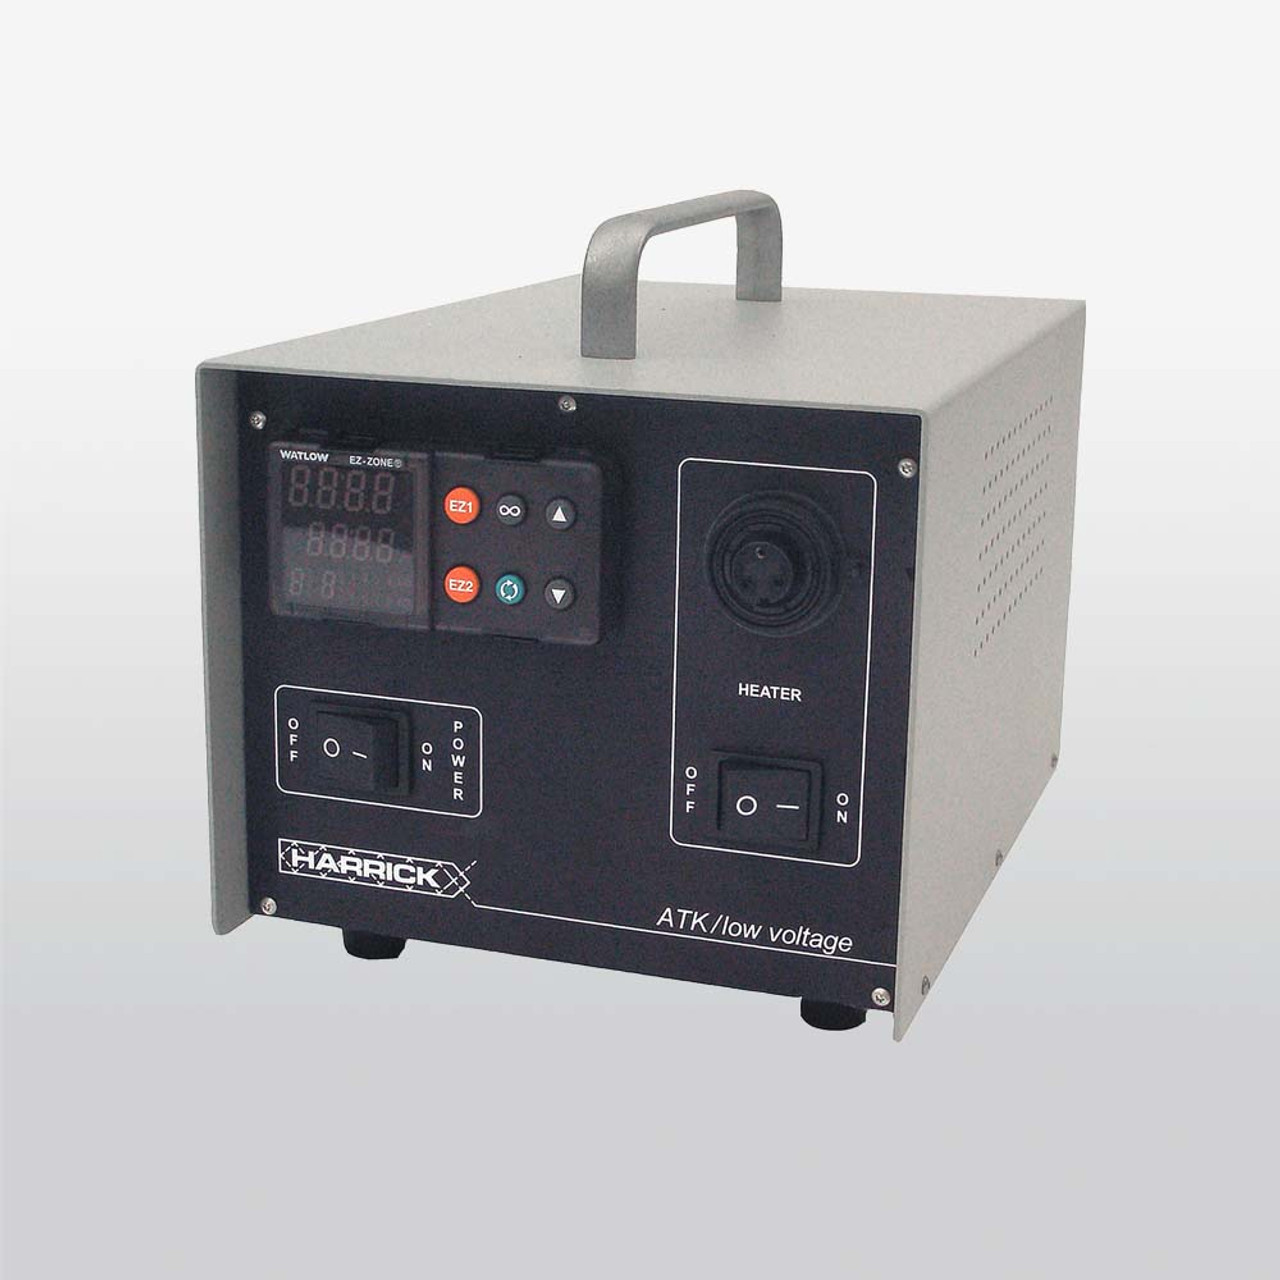 WATLOW EZ-ZONE®
8.8.8.8
8.8.8.8
8 8
EZ1 ∞ ▲
EZ2 ▼
HEATER
OFF O — ON
POWER
OFF O — ON
HARRICK
ATK/low voltage